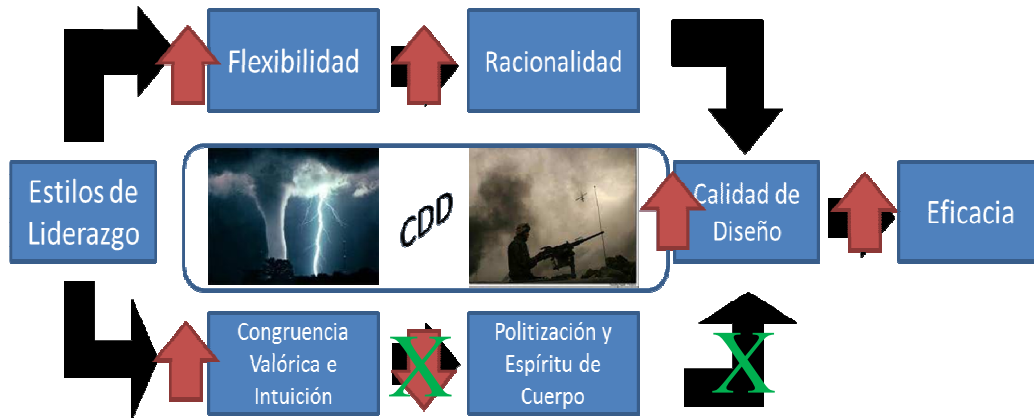 Flexibilidad
Racionalidad
Estilos de
Liderazgo
CDD
Calidad de
Diseño
Eficacia
Congruencia
Valórica e
Intuición
X
Politización y
Espíritu de
Cuerpo
X